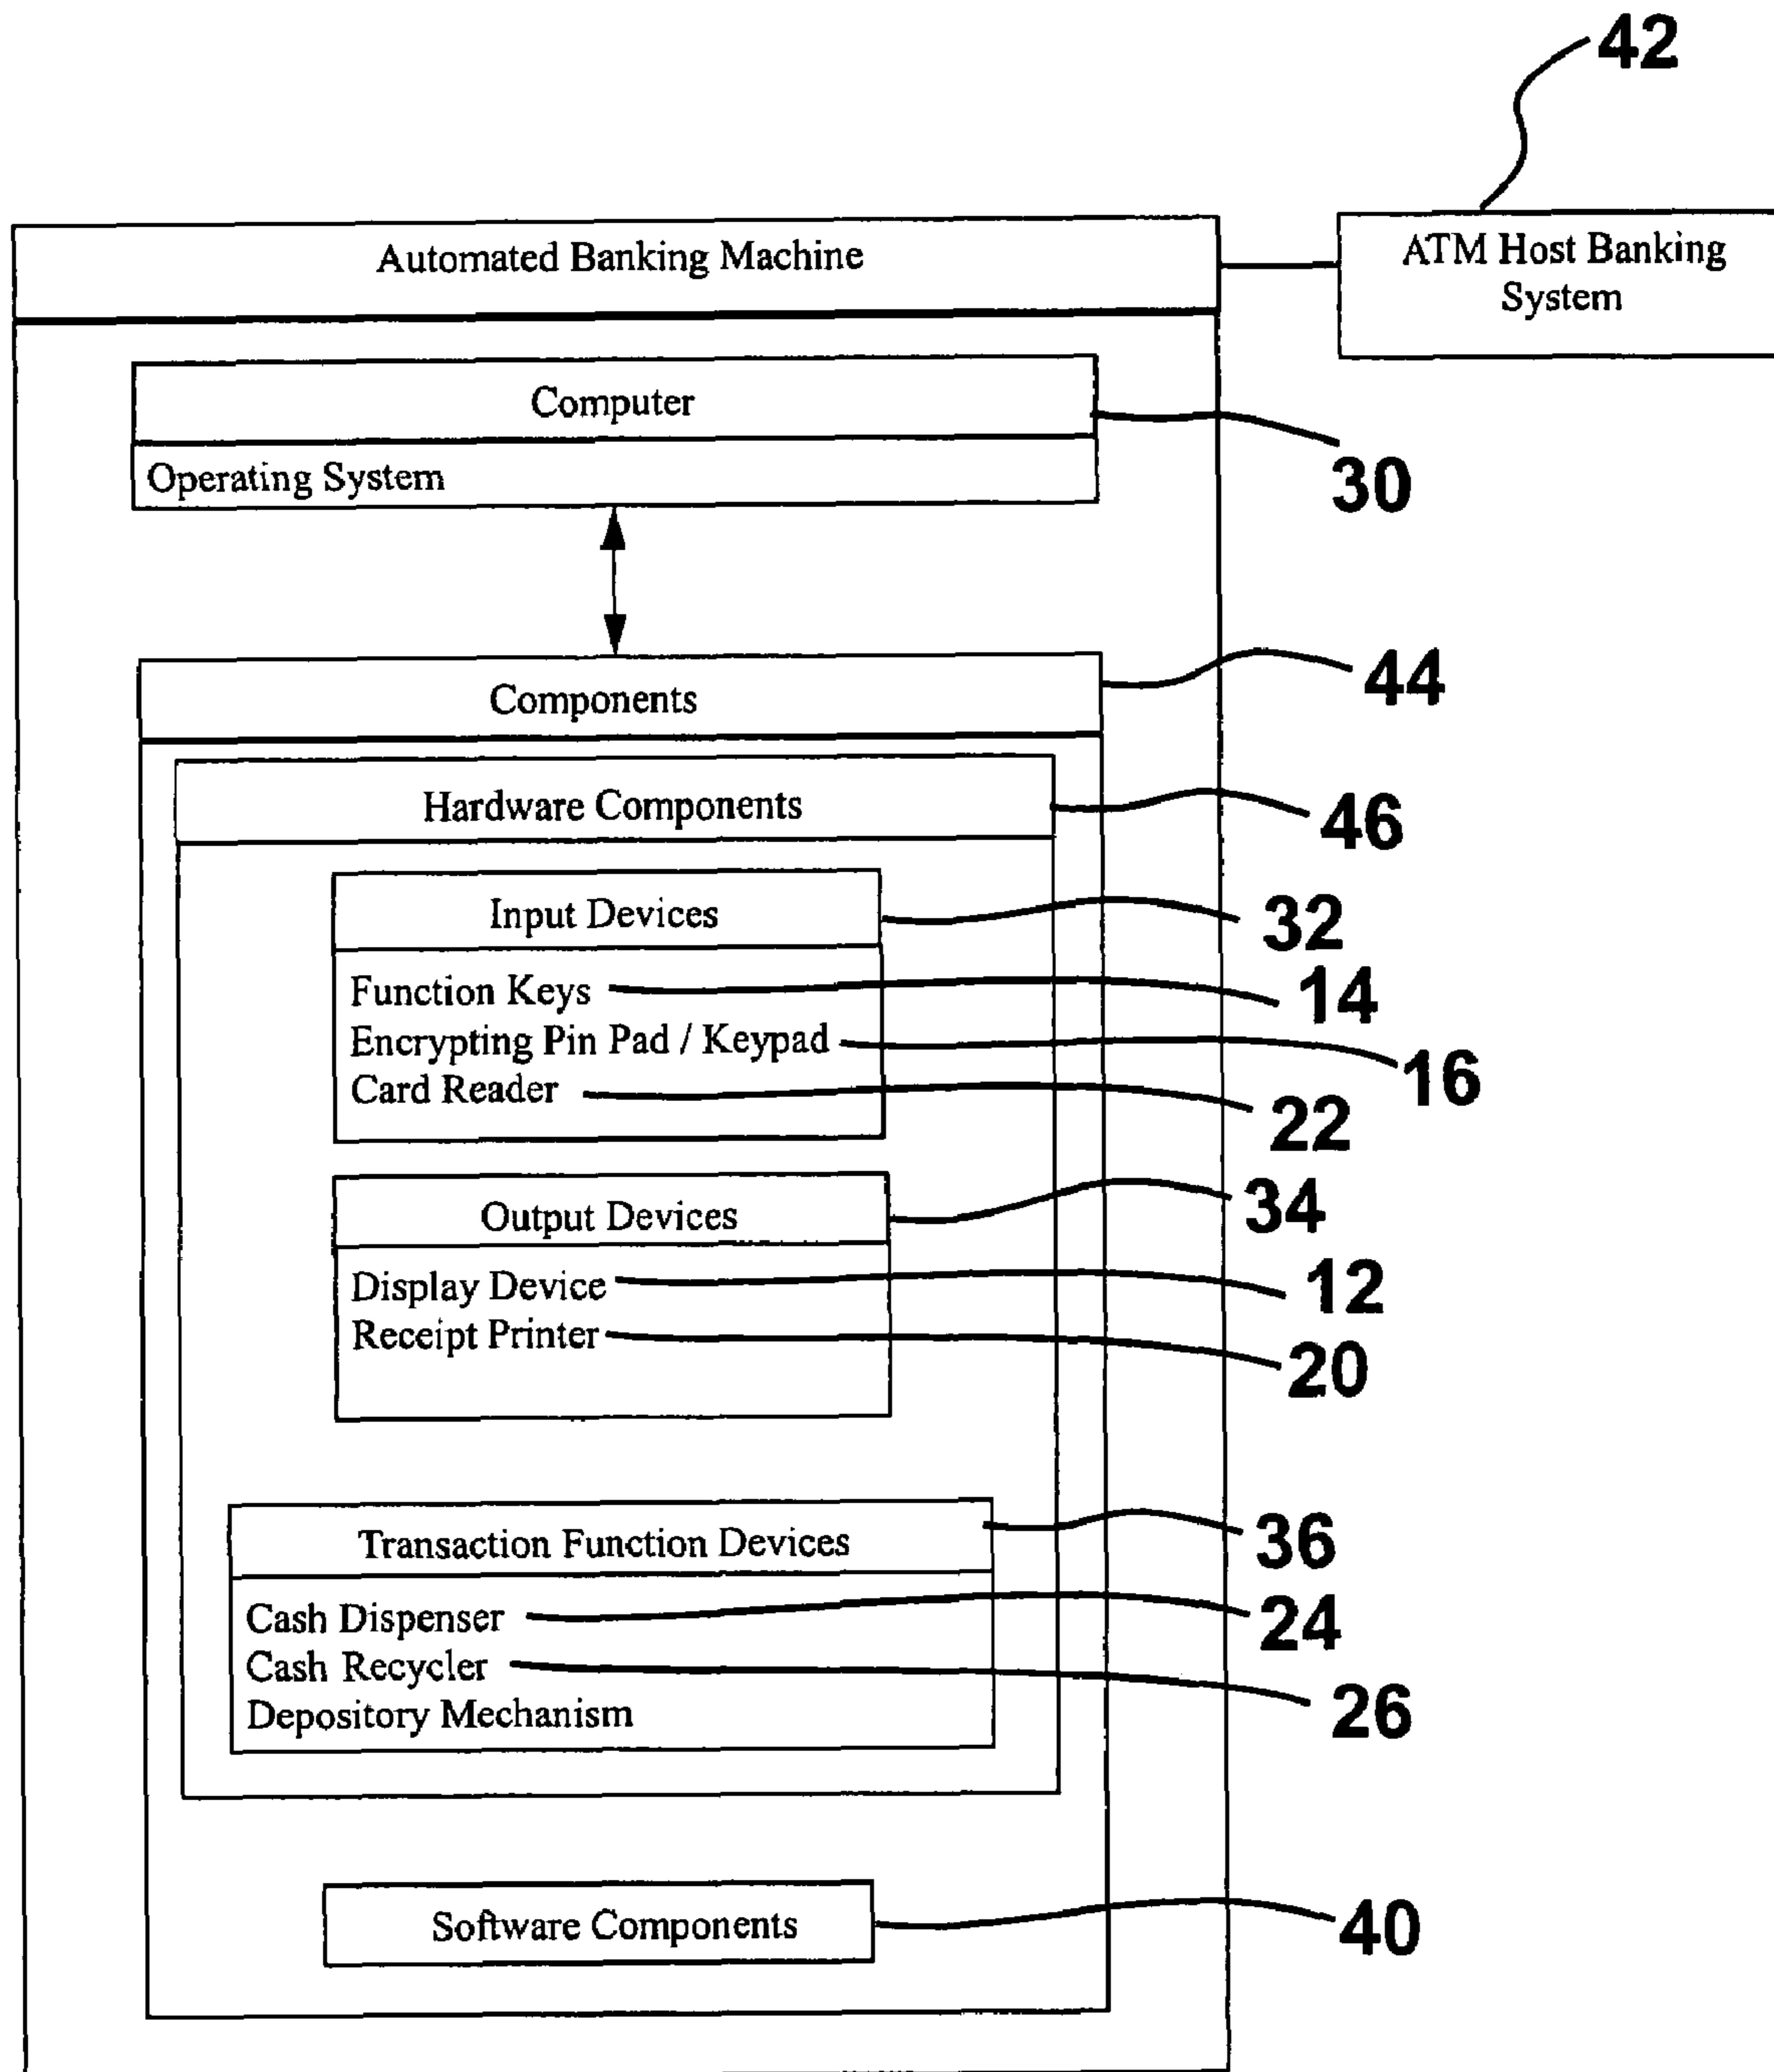 42
Automated Banking Machine
ATM Host Banking
System
Computer
30
Operating System
Components
44
Hardware Components
46
Input Devices
32
Function Keys
14
Encrypting Pin Pad / Keypad
16
Card Reader
22
Output Devices
34
Display Device
12
Receipt Printer
20
Transaction Function Devices
36
Cash Dispenser
24
Cash Recycler
26
Depository Mechanism
Software Components
40